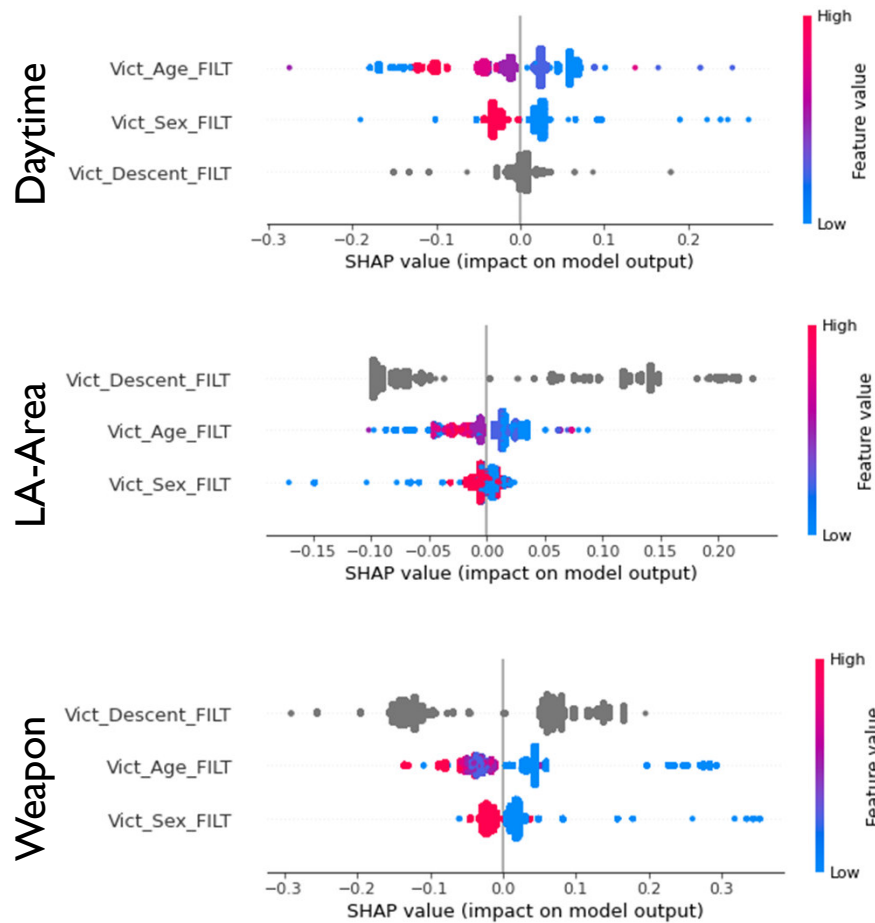 Daytime
Vict_Age_FILT
Vict_Sex_FILT
Vict_Descent_FILT
−0.3 −0.2 −0.1 0.0 0.1 0.2
SHAP value (impact on model output)
High
Low
Feature value
LA-Area
Vict_Descent_FILT
Vict_Age_FILT
Vict_Sex_FILT
−0.15 −0.10 −0.05 0.00 0.05 0.10 0.15 0.20
SHAP value (impact on model output)
High
Low
Feature value
Weapon
Vict_Descent_FILT
Vict_Age_FILT
Vict_Sex_FILT
−0.3 −0.2 −0.1 0.0 0.1 0.2 0.3
SHAP value (impact on model output)
High
Low
Feature value